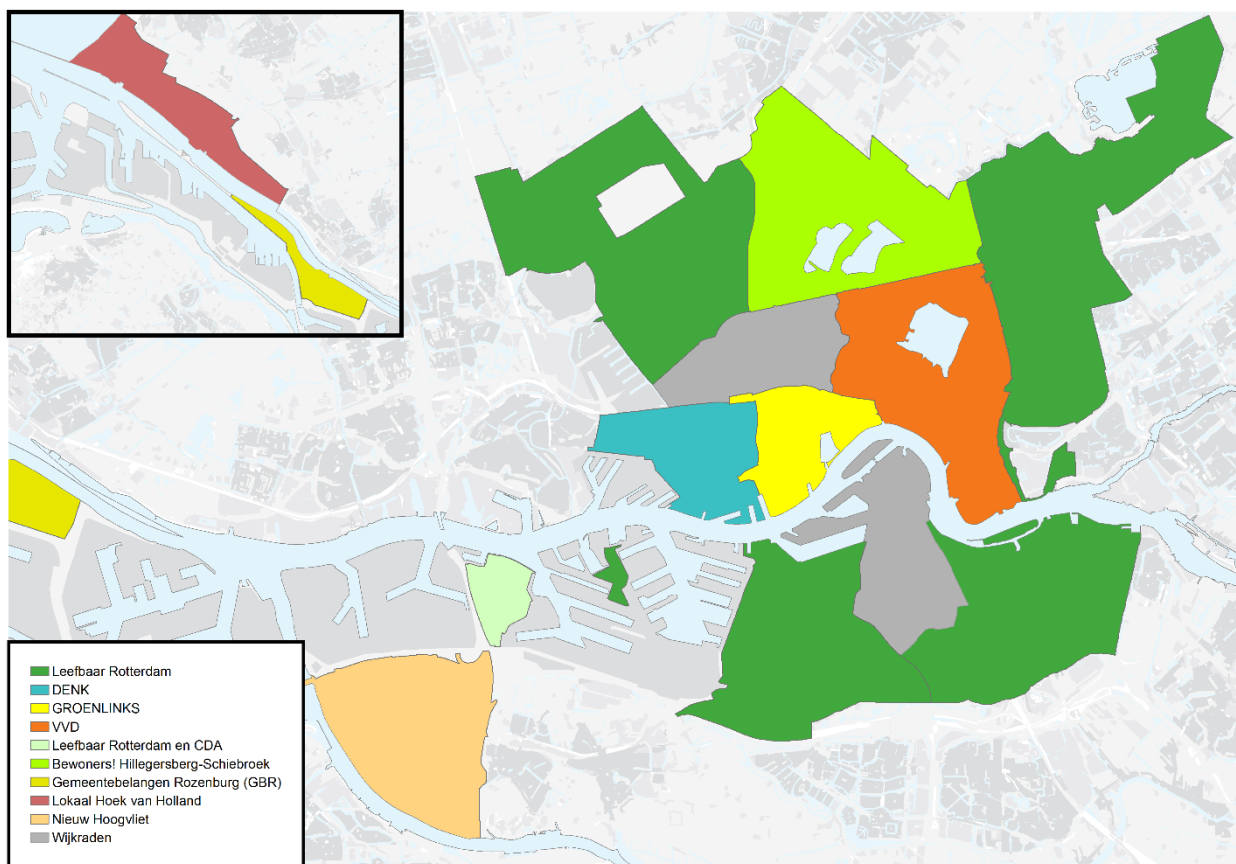 Leefbaar Rotterdam
DENK
GROENLINKS
VVD
Leefbaar Rotterdam en CDA
Bewoners! Hillegersberg-Schiebroek
Gemeentebelangen Rozenburg (GBR)
Lokaal Hoek van Holland
Nieuw Hoogvliet
Wijkraden